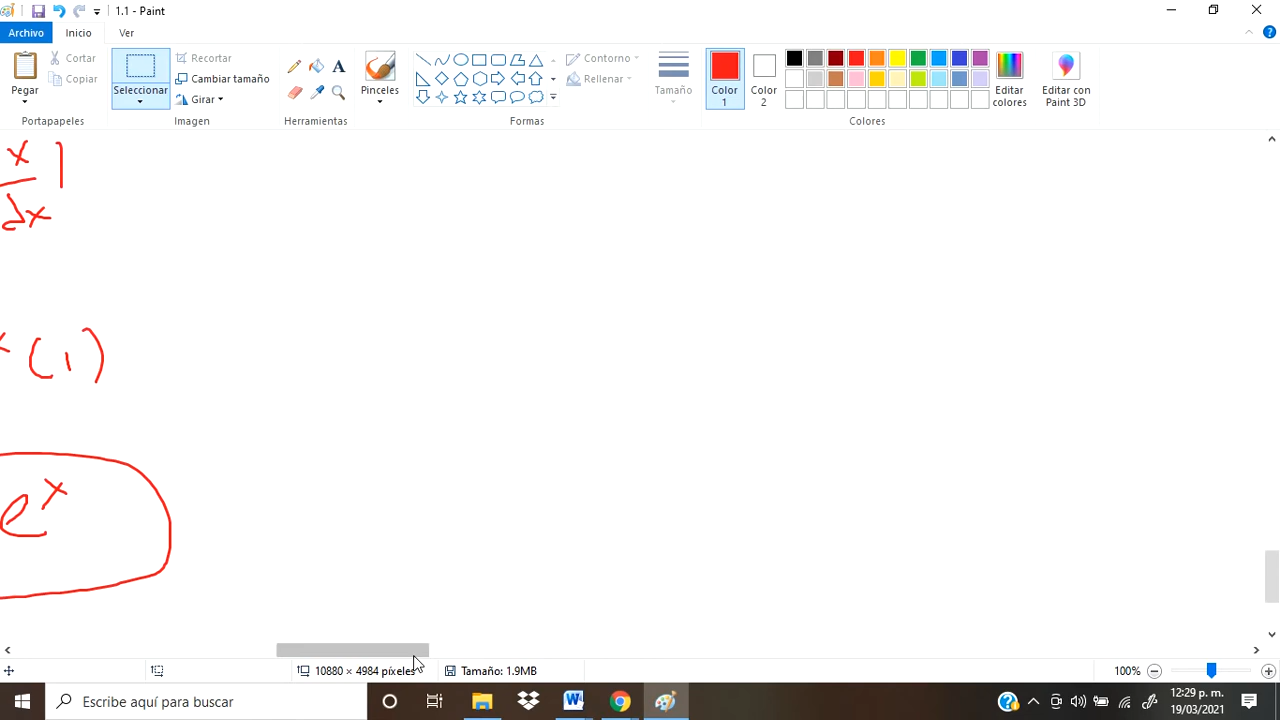 1.1 - Paint
Archivo Inicio Ver
Pegar Cortar Copiar Seleccionar Recortar Cambiar tamaño Girar Pinceles Contorno Rellenar Tamaño Color 1 Color 2 Editar colores Editar con Paint 3D
Portapapeles Imagen Herramientas Formas Colores
x
dx
(1)
e^x
10880 × 4984 píxeles Tamaño: 1.9MB 100%
Escribe aquí para buscar
12:29 p. m.
19/03/2021